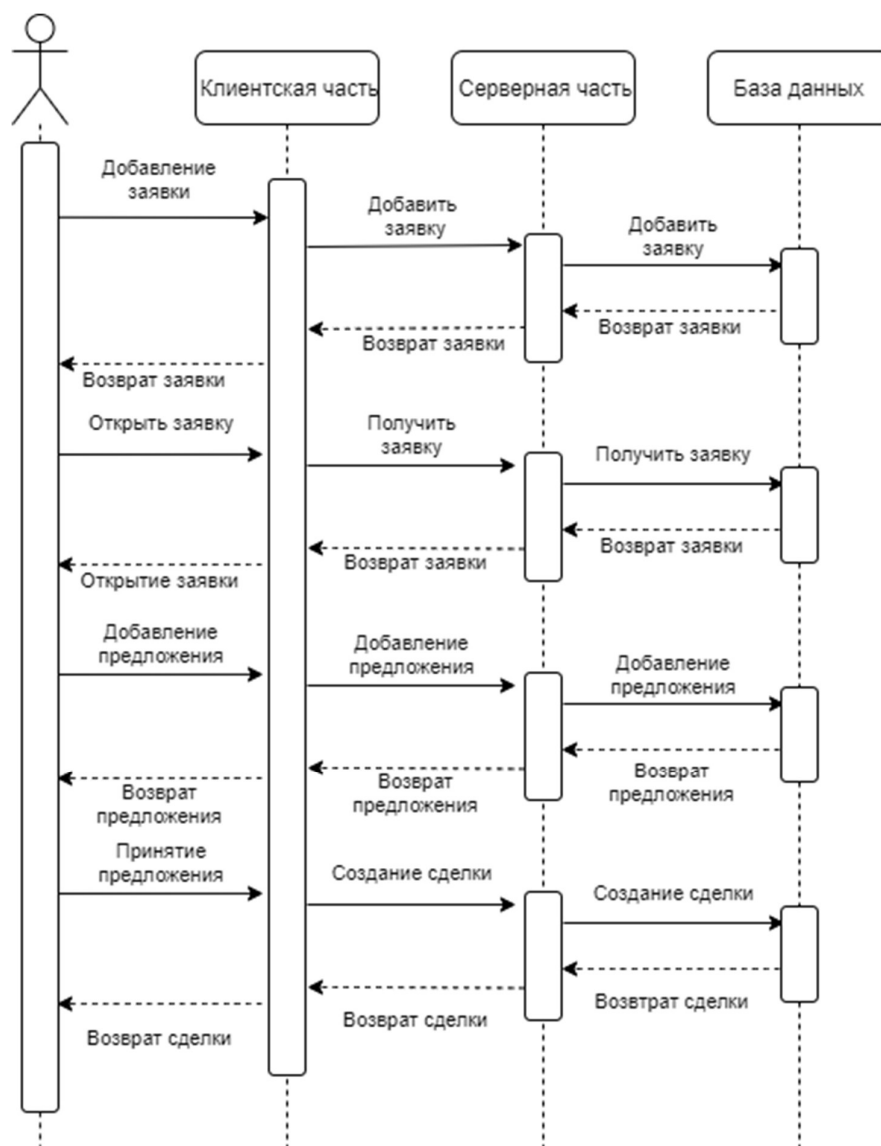 Клиентская часть
Серверная часть
База данных
Добавление
заявки
Добавить
заявку
Добавить
заявку
Возврат заявки
Возврат заявки
Возврат заявки
Открыть заявку
Получить
заявку
Получить заявку
Возврат заявки
Возврат заявки
Открытие заявки
Добавление
предложения
Добавление
предложения
Добавление
предложения
Возврат
предложения
Возврат
предложения
Возврат
предложения
Принятие
предложения
Создание сделки
Создание сделки
Возвтрат сделки
Возврат сделки
Возврат сделки